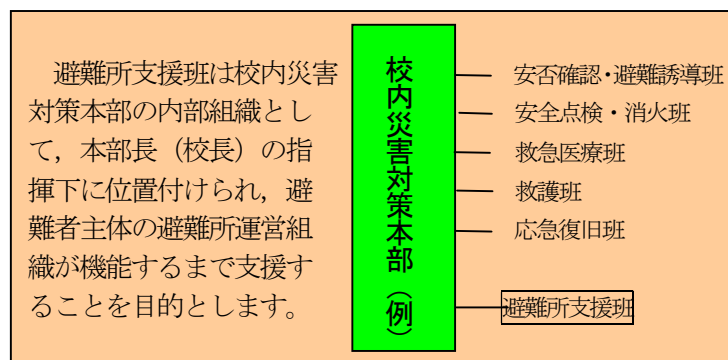 避難所支援班は校内災害
対策本部の内部組織とし
て，本部長（校長）の指
揮下に位置付けられ，避
難者主体の避難所運営組
織が機能するまで支援す
ることを目的とします。
校内災害対策本部（例）
安否確認・避難誘導班
安全点検・消火班
救急医療班
救護班
応急復旧班
避難所支援班